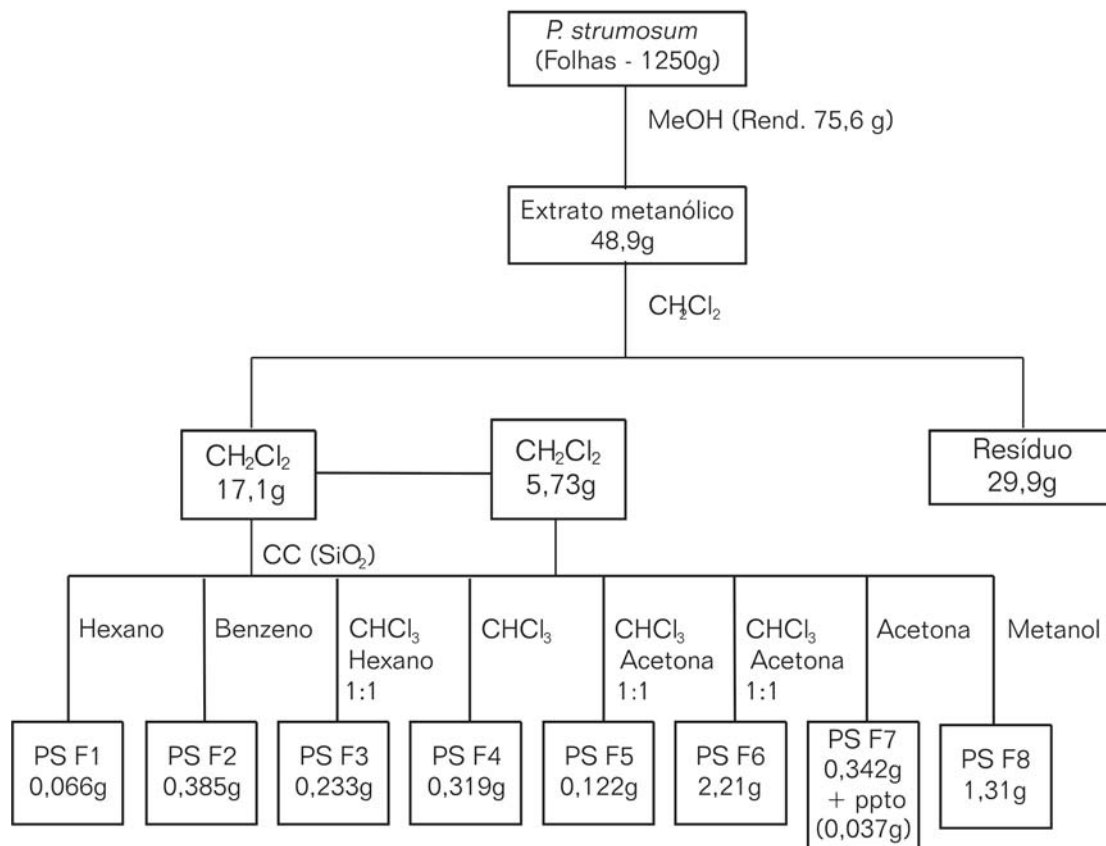 P. strumosum
(Folhas - 1250g)
MeOH (Rend. 75,6 g)
Extrato metanólico
48,9g
CH₂Cl₂
CH₂Cl₂
17,1g
CH₂Cl₂
5,73g
Resíduo
29,9g
CC (SiO₂)
Hexano
Benzeno
CHCl₃
Hexano
1:1
CHCl₃
CHCl₃
Acetona
1:1
CHCl₃
Acetona
1:1
Acetona
Metanol
PS F1
0,066g
PS F2
0,385g
PS F3
0,233g
PS F4
0,319g
PS F5
0,122g
PS F6
2,21g
PS F7
0,342g
+ ppto
(0,037g)
PS F8
1,31g